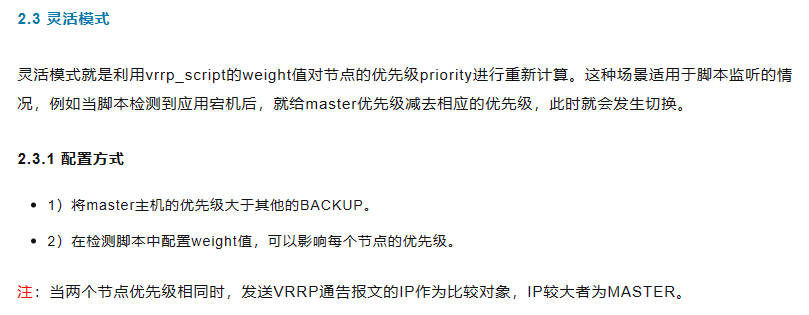 2.3 灵活模式
灵活模式就是利用vrrp_script的weight值对节点的优先级priority进行重新计算。这种场景适用于脚本监听的情
况，例如当脚本检测到应用宕机后，就给master优先级减去相应的优先级，此时就会发生切换。
2.3.1 配置方式
• 1）将master主机的优先级大于其他的BACKUP。
• 2）在检测脚本中配置weight值，可以影响每个节点的优先级。
注：当两个节点优先级相同时，发送VRRP通告报文的IP作为比较对象，IP较大者为MASTER。